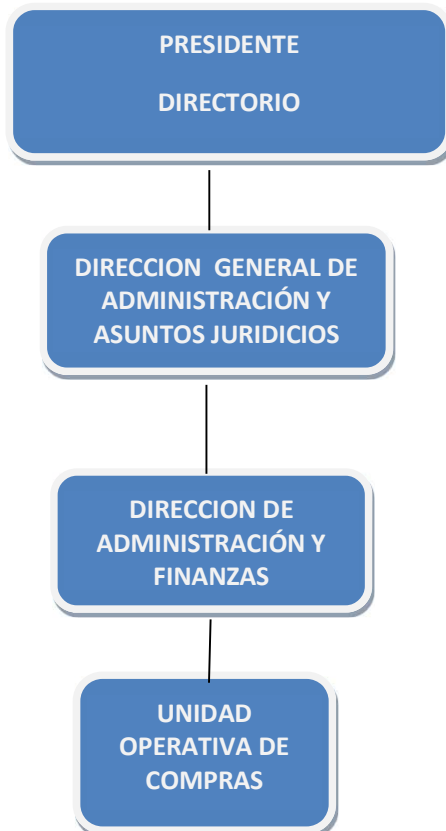 PRESIDENTE
DIRECTORIO
DIRECCION GENERAL DE
ADMINISTRACIÓN Y
ASUNTOS JURIDICIOS
DIRECCION DE
ADMINISTRACIÓN Y
FINANZAS
UNIDAD
OPERATIVA DE
COMPRAS